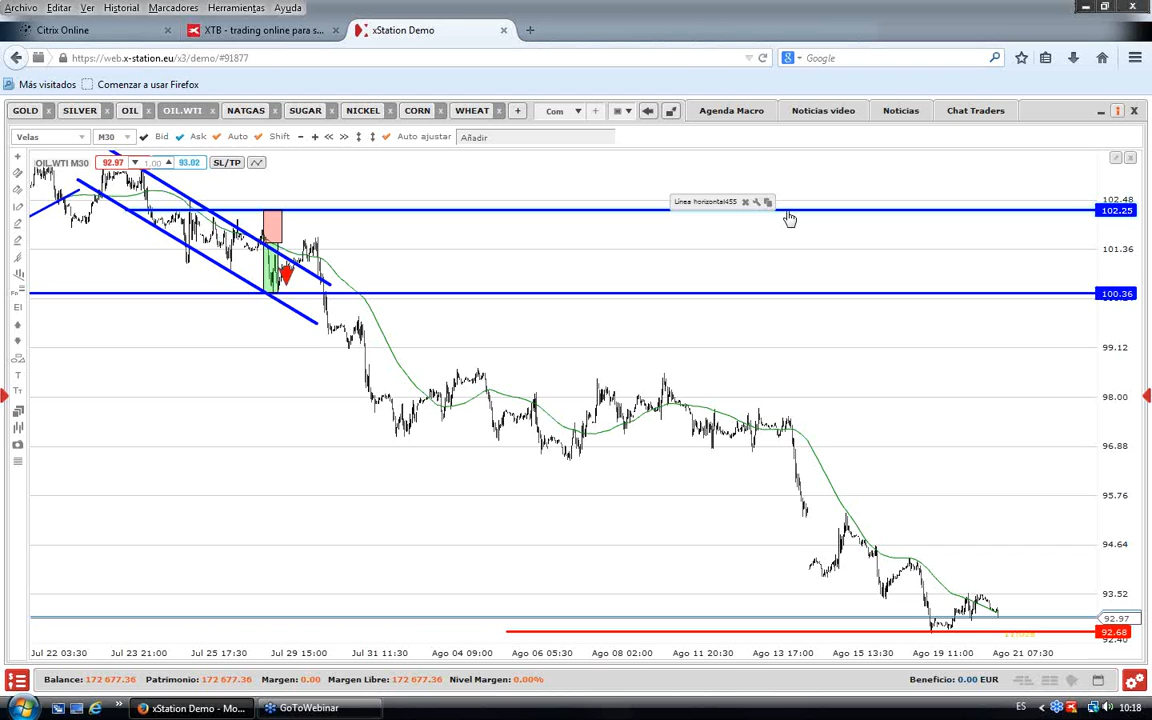 Archivo Editar Ver Historial Marcadores Herramientas Ayuda
Citrix Online × XTB - trading online para s... × xStation Demo × +
https://web.x-station.eu/x3/demo/#91877 Google
Más visitados Comenzar a usar Firefox
GOLD x SILVER x OIL x OIL.WTI x NATGAS x SUGAR x NICKEL x CORN x WHEAT x + Com + Agenda Macro Noticias video Noticias Chat Traders
Velas M30 Bid Ask Auto Shift Auto ajustar Añadir
OIL.WTI M30 92.97 1.00 93.02 SL/TP
Línea horizontal455
102.48
102.25
101.36
100.36
99.12
98.00
96.88
95.76
94.64
93.52
92.97
92.68
92.40
Jul 22 03:30 Jul 23 21:00 Jul 25 17:30 Jul 29 15:00 Jul 31 11:30 Ago 04 09:00 Ago 06 05:30 Ago 08 02:00 Ago 11 20:30 Ago 13 17:00 Ago 15 13:30 Ago 19 11:00 Ago 21 07:30
Balance: 172 677.36 Patrimonio: 172 677.36 Margen: 0.00 Margen Libre: 172 677.36 Nivel Margen: 0.00% Beneficio: 0.00 EUR
xStation Demo - Mo... GoToWebinar ES 10:18